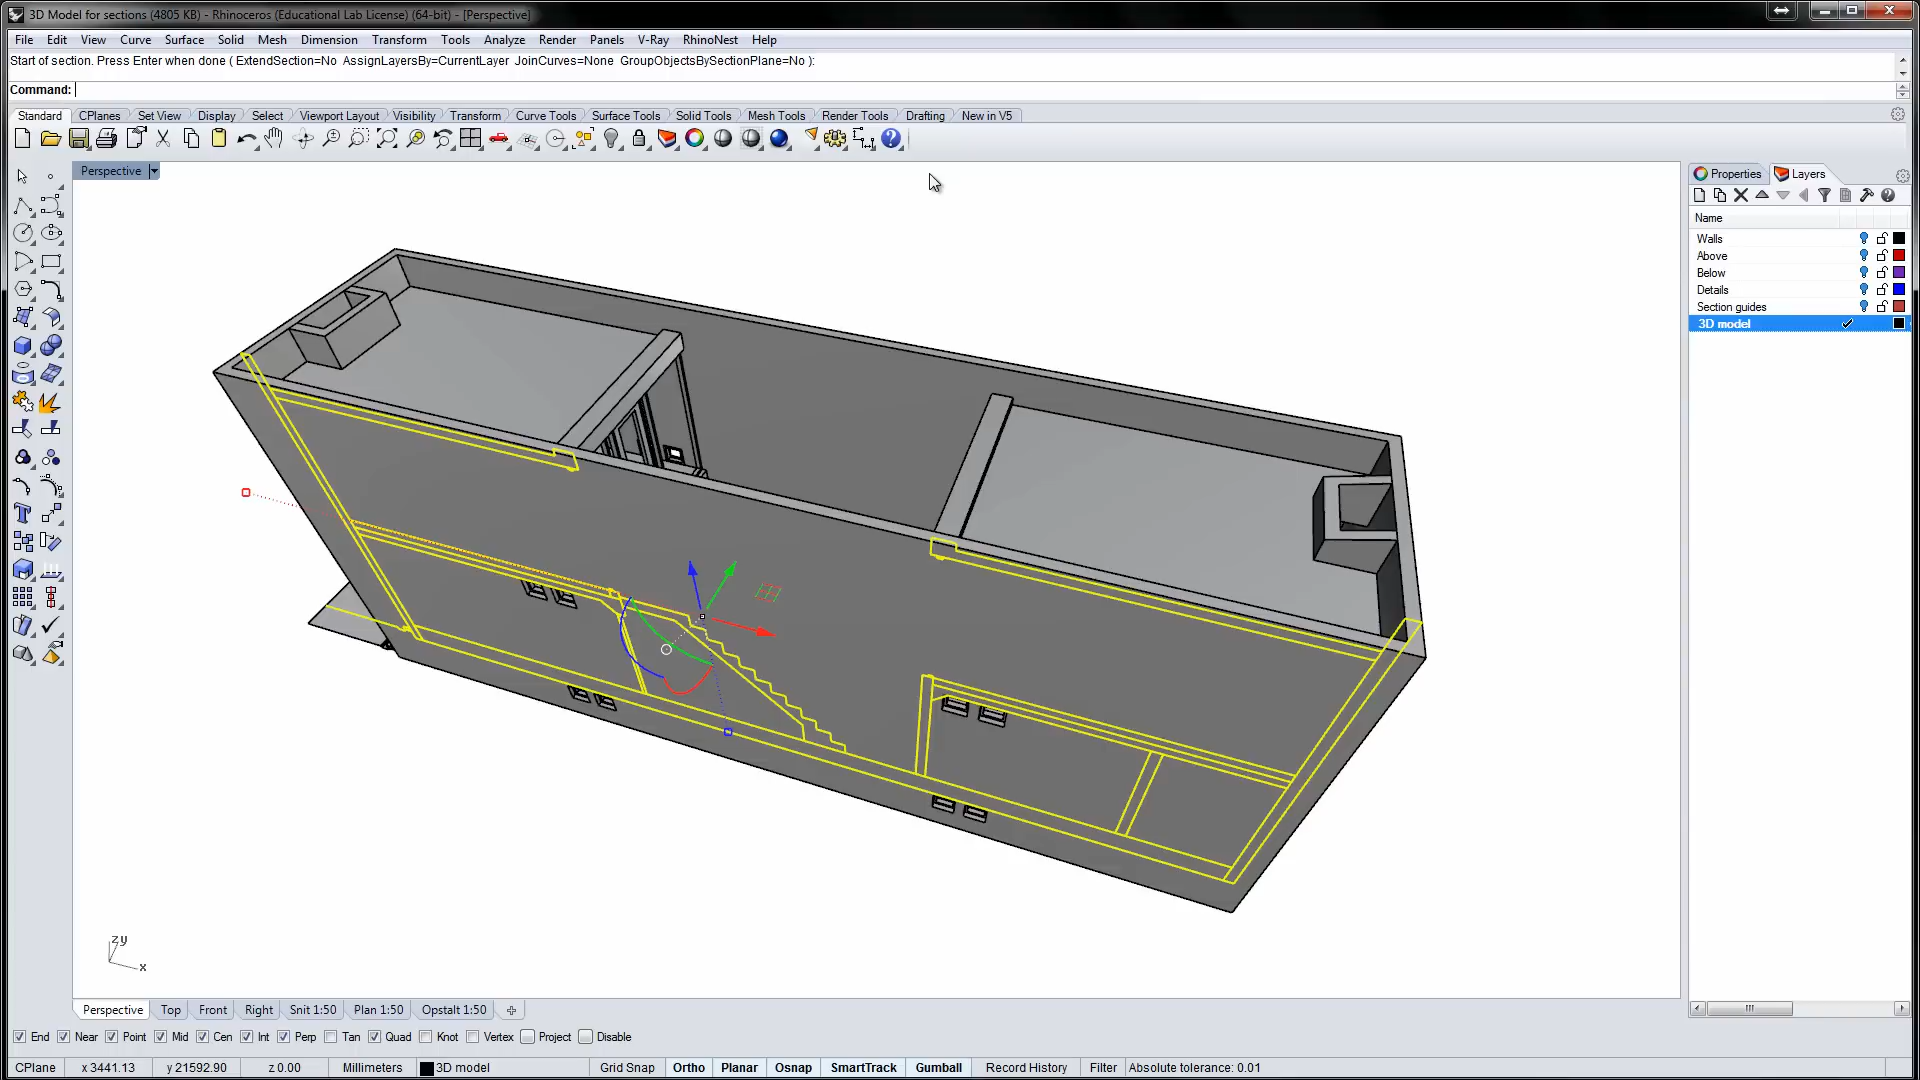 3D Model for sections (4805 KB) - Rhinoceros (Educational Lab License) (64-bit) - [Perspective]
File Edit View Curve Surface Solid Mesh Dimension Transform Tools Analyze Render Panels V-Ray RhinoNest Help
Start of section. Press Enter when done ( ExtendSection=No AssignLayersBy=CurrentLayer JoinCurves=None GroupObjectsBySectionPlane=No ):
Command:
Standard CPlanes Set View Display Select Viewport Layout Visibility Transform Curve Tools Surface Tools Solid Tools Mesh Tools Render Tools Drafting New in V5
Perspective
Properties Layers
Name
Walls
Above
Below
Details
Section guides
3D model
z y
x
Perspective Top Front Right Snit 1:50 Plan 1:50 Opstalt 1:50
End Near Point Mid Cen Int Perp Tan Quad Knot Vertex Project Disable
CPlane x 3441.13 y 21592.90 z 0.00 Millimeters 3D model Grid Snap Ortho Planar Osnap SmartTrack Gumball Record History Filter Absolute tolerance: 0.01